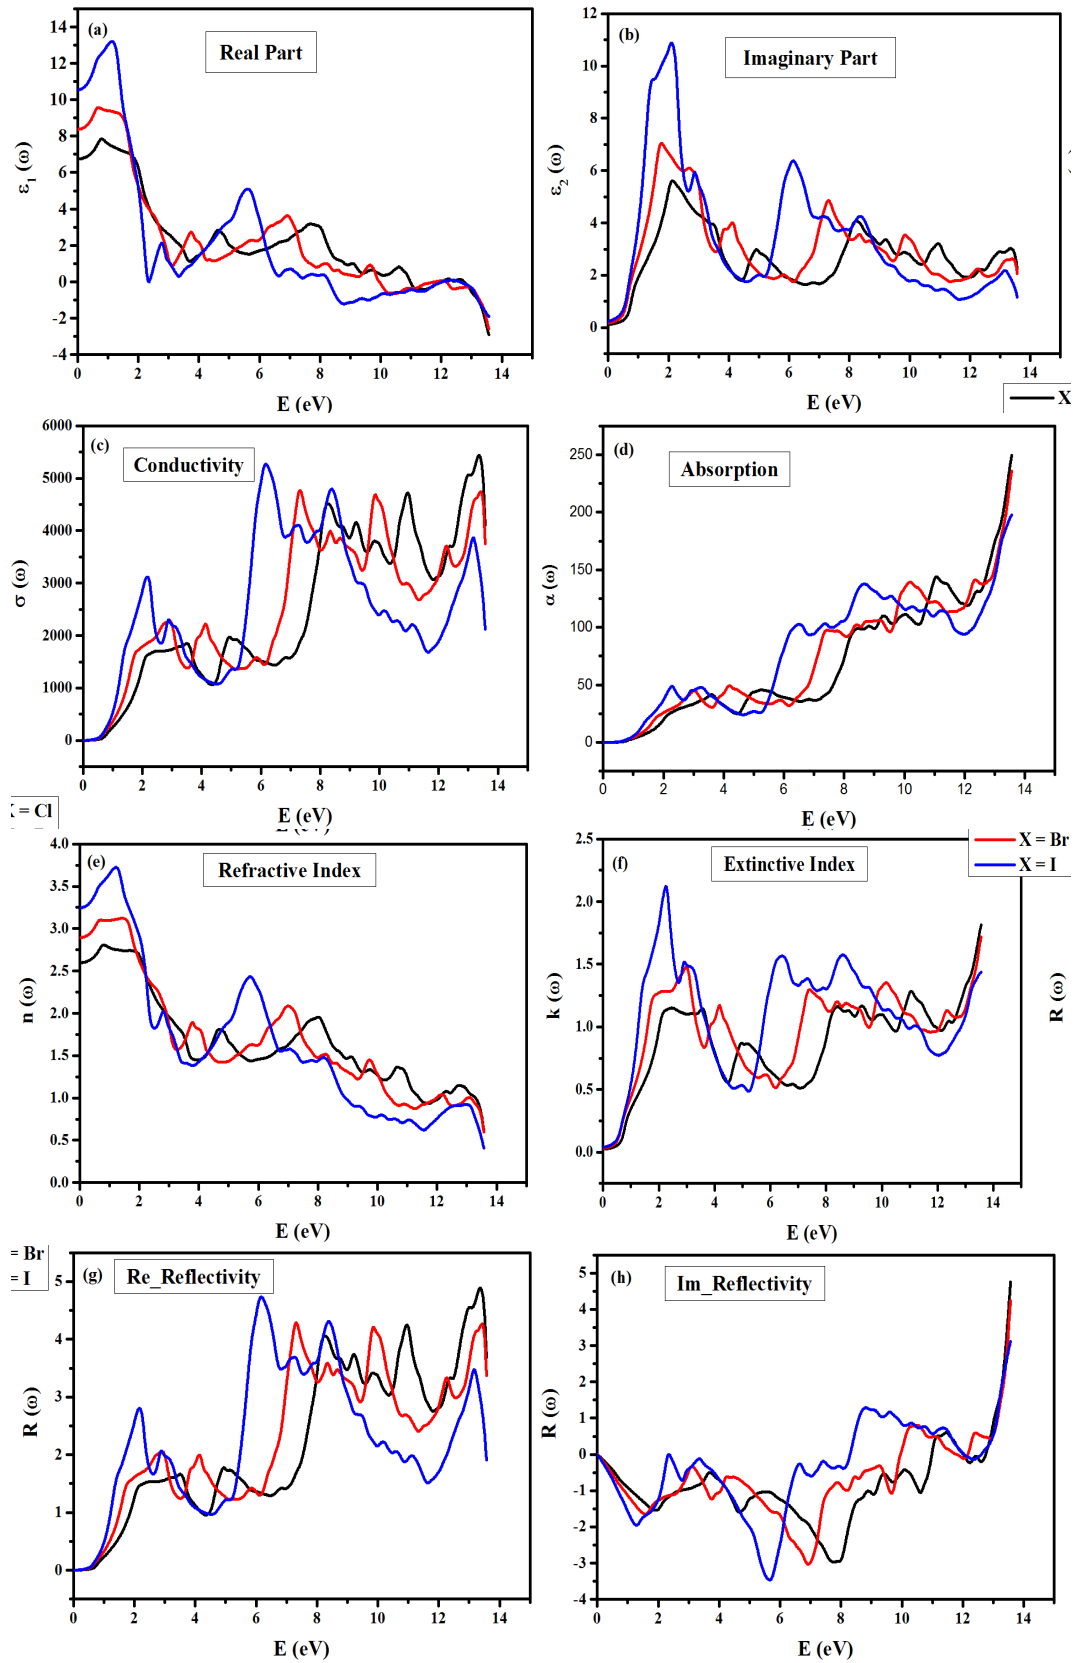 (a)
Real Part
14
12
10
8
6
4
2
0
-2
-4
ε₁ (ω)
0 2 4 6 8 10 12 14
E (eV)
(b)
Imaginary Part
12
10
8
6
4
2
0
ε₂ (ω)
0 2 4 6 8 10 12 14
E (eV)
X
(c)
Conductivity
6000
5000
4000
3000
2000
1000
0
σ (ω)
0 2 4 6 8 10 12 14
E (eV)
(d)
Absorption
250
200
150
100
50
0
α (ω)
0 2 4 6 8 10 12 14
E (eV)
X = Cl
(e)
Refractive Index
4.0
3.5
3.0
2.5
2.0
1.5
1.0
0.5
0.0
n (ω)
0 2 4 6 8 10 12 14
E (eV)
(f)
Extinctive Index
X = Br
X = I
2.5
2.0
1.5
1.0
0.5
0.0
k (ω)
0 2 4 6 8 10 12 14
E (eV)
R (ω)
= Br
= I
(g)
Re_Reflectivity
5
4
3
2
1
0
R (ω)
0 2 4 6 8 10 12 14
E (eV)
(h)
Im_Reflectivity
5
4
3
2
1
0
-1
-2
-3
-4
R (ω)
0 2 4 6 8 10 12 14
E (eV)